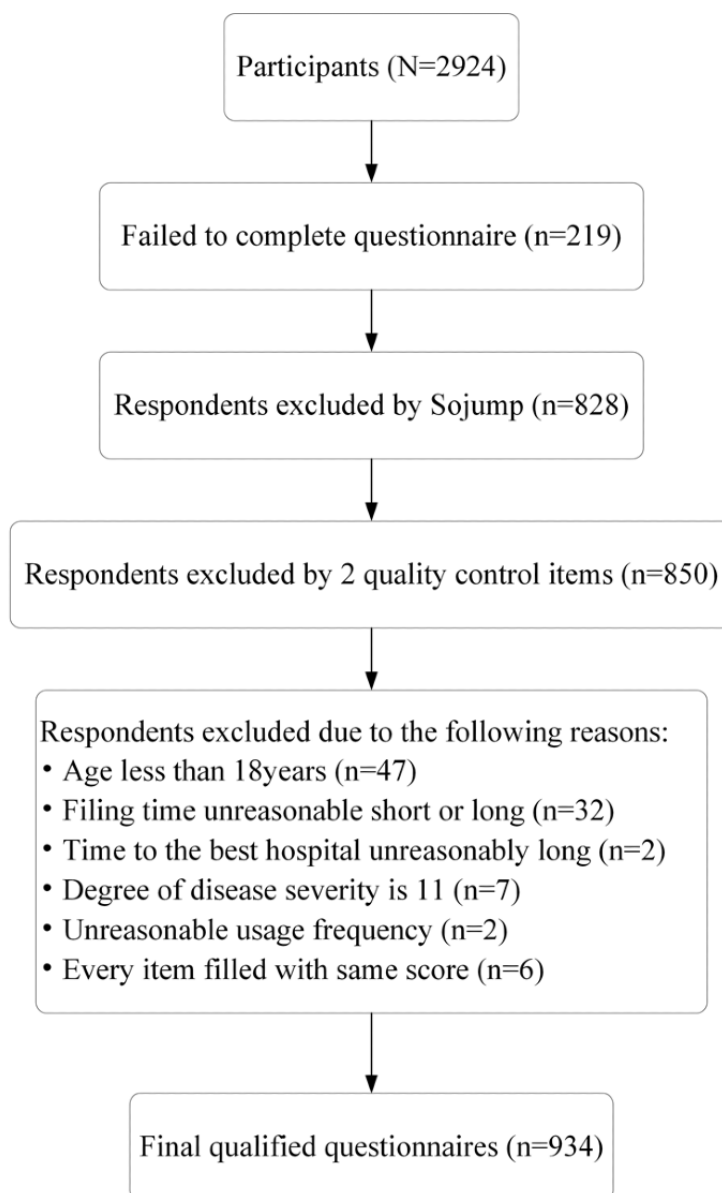 Participants (N=2924)
Failed to complete questionnaire (n=219)
Respondents excluded by Sojump (n=828)
Respondents excluded by 2 quality control items (n=850)
Respondents excluded due to the following reasons:
• Age less than 18years (n=47)
• Filing time unreasonable short or long (n=32)
• Time to the best hospital unreasonably long (n=2)
• Degree of disease severity is 11 (n=7)
• Unreasonable usage frequency (n=2)
• Every item filled with same score (n=6)
Final qualified questionnaires (n=934)